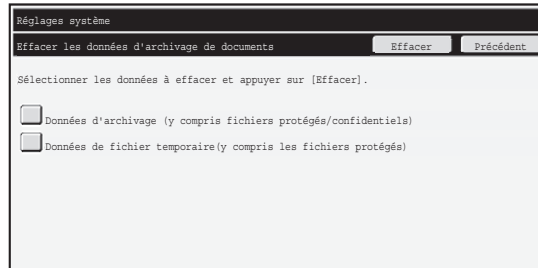 Réglages système
Effacer les données d'archivage de documents Effacer Précédent
Sélectionner les données à effacer et appuyer sur [Effacer].
Données d'archivage (y compris fichiers protégés/confidentiels)
Données de fichier temporaire(y compris les fichiers protégés)